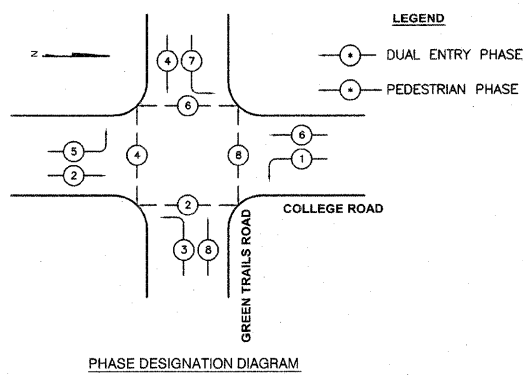 LEGEND
* DUAL ENTRY PHASE
* PEDESTRIAN PHASE
N
4 7
6
5
2
4
8
6
1
2
3 8
COLLEGE ROAD
GREEN TRAILS ROAD
PHASE DESIGNATION DIAGRAM